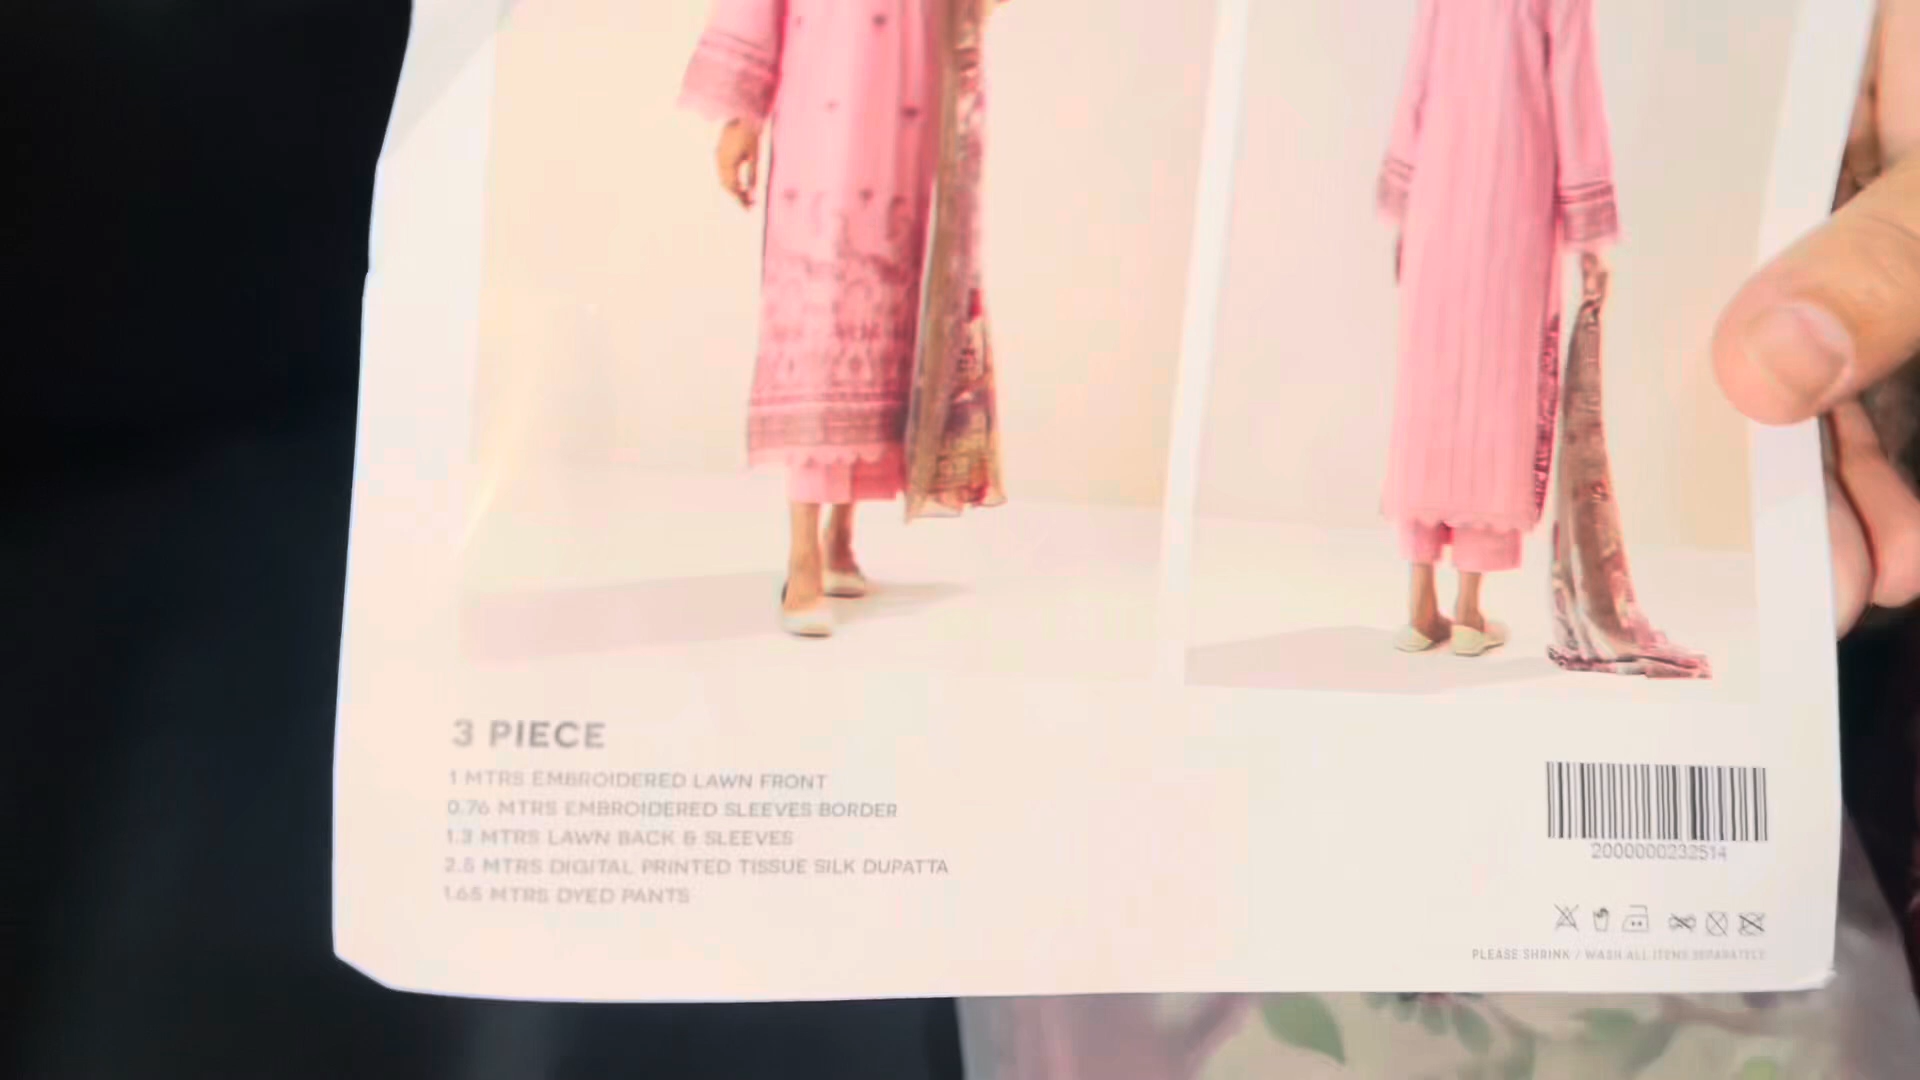 3 PIECE
1 MTRS EMBROIDERED LAWN FRONT
0.76 MTRS EMBROIDERED SLEEVES BORDER
1.3 MTRS LAWN BACK & SLEEVES
2.5 MTRS DIGITAL PRINTED TISSUE SILK DUPATTA
1.65 MTRS DYED PANTS
2000000232514
PLEASE SHRINK / WASH ALL ITEMS SEPARATELY